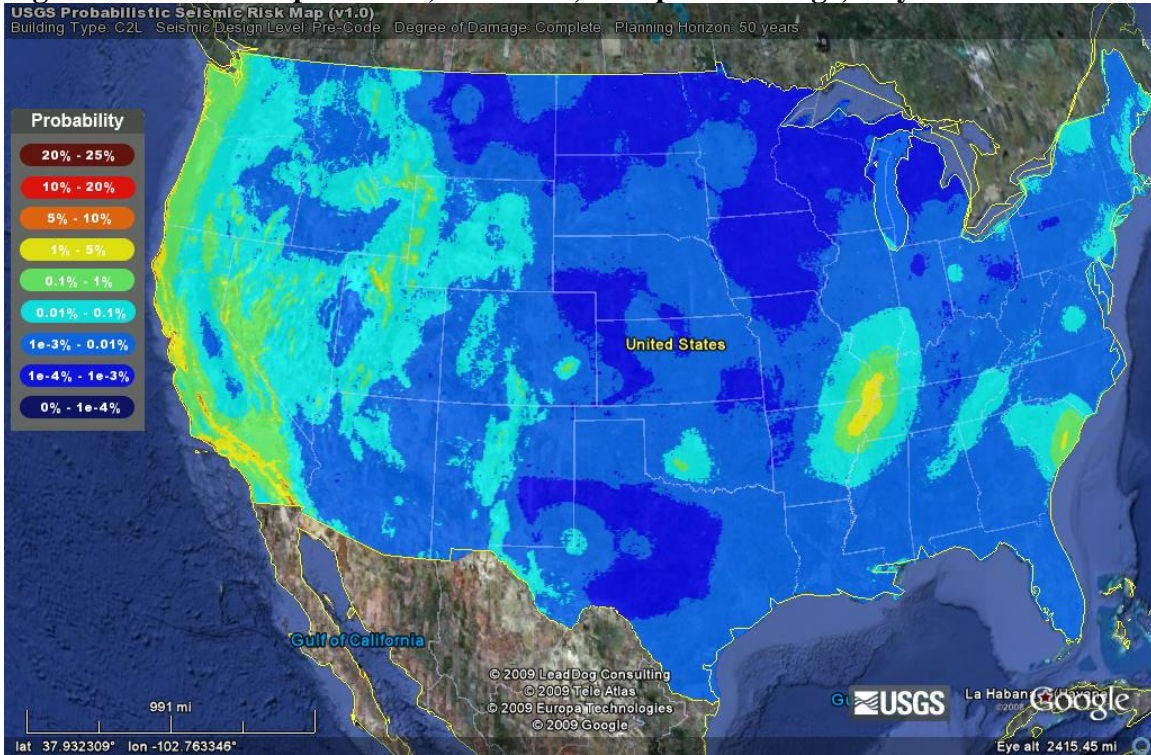 USGS Probabilistic Seismic Risk Map (v1.0)
Building Type: C2L Seismic Design Level: Pre-Code Degree of Damage: Complete Planning Horizon: 50 years
Probability
20% - 25%
10% - 20%
5% - 10%
1% - 5%
0.1% - 1%
0.01% - 0.1%
1e-3% - 0.01%
1e-4% - 1e-3%
0% - 1e-4%
United States
Gulf of California
© 2009 LeadDog Consulting
© 2009 Tele Atlas
© 2009 Europa Technologies
© 2009 Google
USGS
La Habana
Google
991 mi
lat 37.932309° lon -102.763346°
Eye alt 2415.45 mi